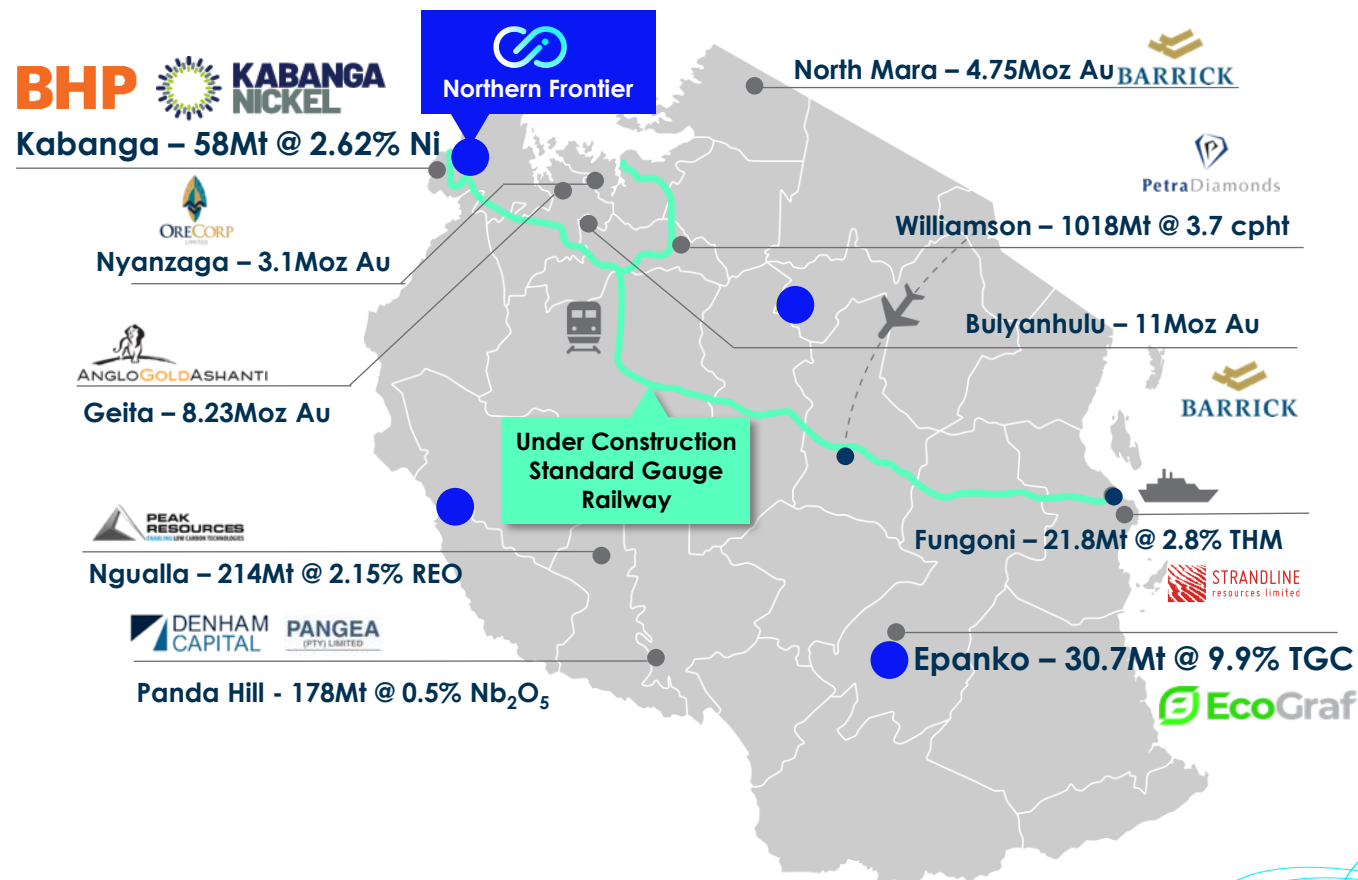 Northern Frontier
BHP
KABANGA
NICKEL
Kabanga – 58Mt @ 2.62% Ni
North Mara – 4.75Moz Au
BARRICK
ORECORP
LIMITED
Nyanzaga – 3.1Moz Au
PetraDiamonds
Williamson – 1018Mt @ 3.7 cpht
Bulyanhulu – 11Moz Au
BARRICK
ANGLOGOLDASHANTI
Geita – 8.23Moz Au
Under Construction
Standard Gauge
Railway
PEAK
RESOURCES
ENABLING LOW CARBON TECHNOLOGIES
Ngualla – 214Mt @ 2.15% REO
Fungoni – 21.8Mt @ 2.8% THM
STRANDLINE
resources limited
DENHAM
CAPITAL
PANGEA
(PTY) LIMITED
Panda Hill - 178Mt @ 0.5% Nb₂O₅
Epanko – 30.7Mt @ 9.9% TGC
EcoGraf